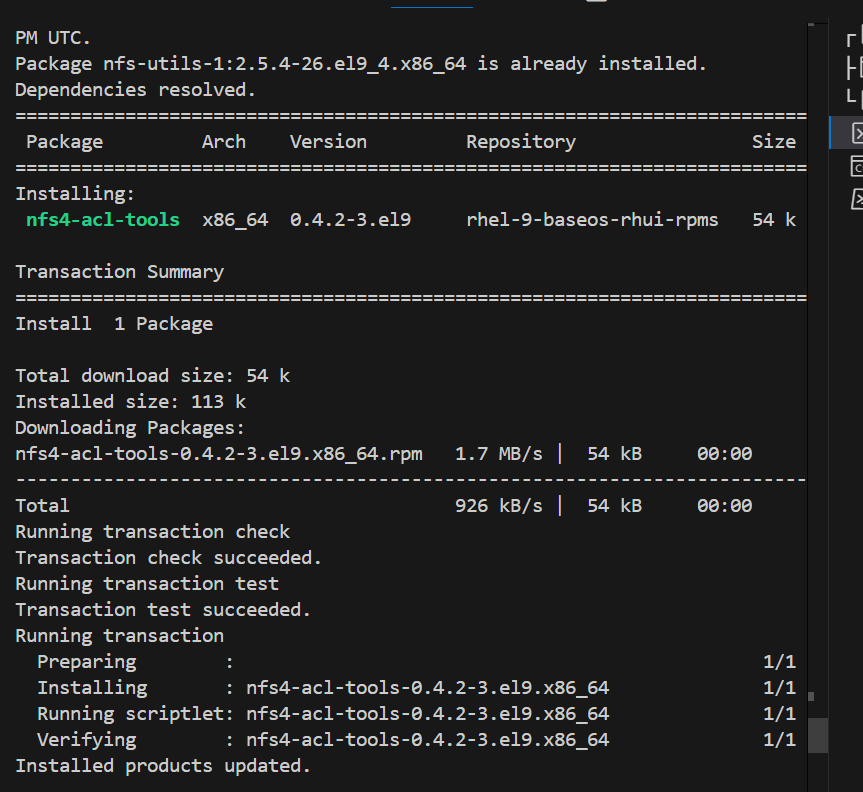 PM UTC.
Package nfs-utils-1:2.5.4-26.el9_4.x86_64 is already installed.
Dependencies resolved.
========================================================================
Package Arch Version Repository Size
========================================================================
Installing:
nfs4-acl-tools x86_64 0.4.2-3.el9 rhel-9-baseos-rhui-rpms 54 k
Transaction Summary
========================================================================
Install 1 Package
Total download size: 54 k
Installed size: 113 k
Downloading Packages:
nfs4-acl-tools-0.4.2-3.el9.x86_64.rpm 1.7 MB/s | 54 kB 00:00
------------------------------------------------------------------------
Total 926 kB/s | 54 kB 00:00
Running transaction check
Transaction check succeeded.
Running transaction test
Transaction test succeeded.
Running transaction
Preparing : 1/1
Installing : nfs4-acl-tools-0.4.2-3.el9.x86_64 1/1
Running scriptlet: nfs4-acl-tools-0.4.2-3.el9.x86_64 1/1
Verifying : nfs4-acl-tools-0.4.2-3.el9.x86_64 1/1
Installed products updated.